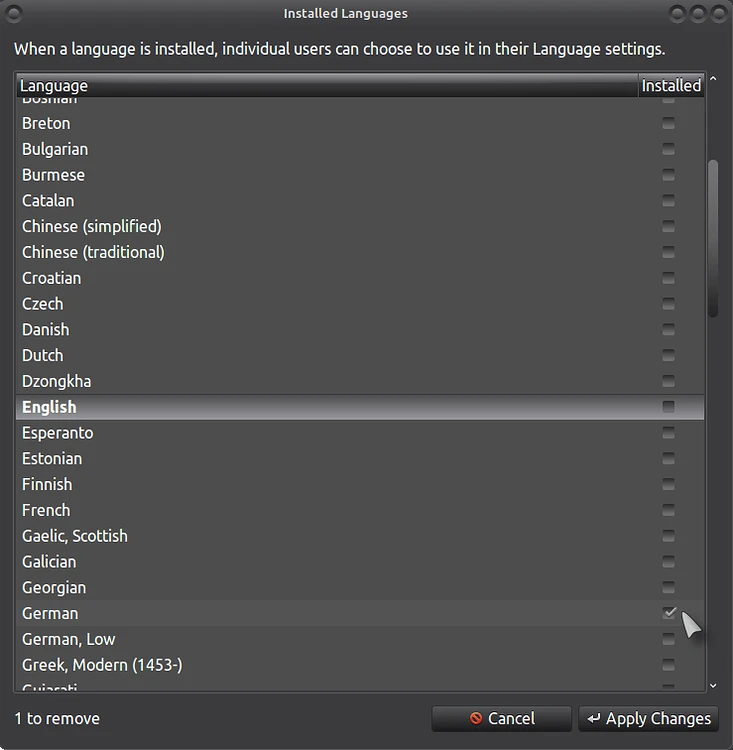 Installed Languages
When a language is installed, individual users can choose to use it in their Language settings.
Language Installed
Bosnian
Breton
Bulgarian
Burmese
Catalan
Chinese (simplified)
Chinese (traditional)
Croatian
Czech
Danish
Dutch
Dzongkha
English
Esperanto
Estonian
Finnish
French
Gaelic, Scottish
Galician
Georgian
German
German, Low
Greek, Modern (1453-)
Gujarati
1 to remove Cancel Apply Changes